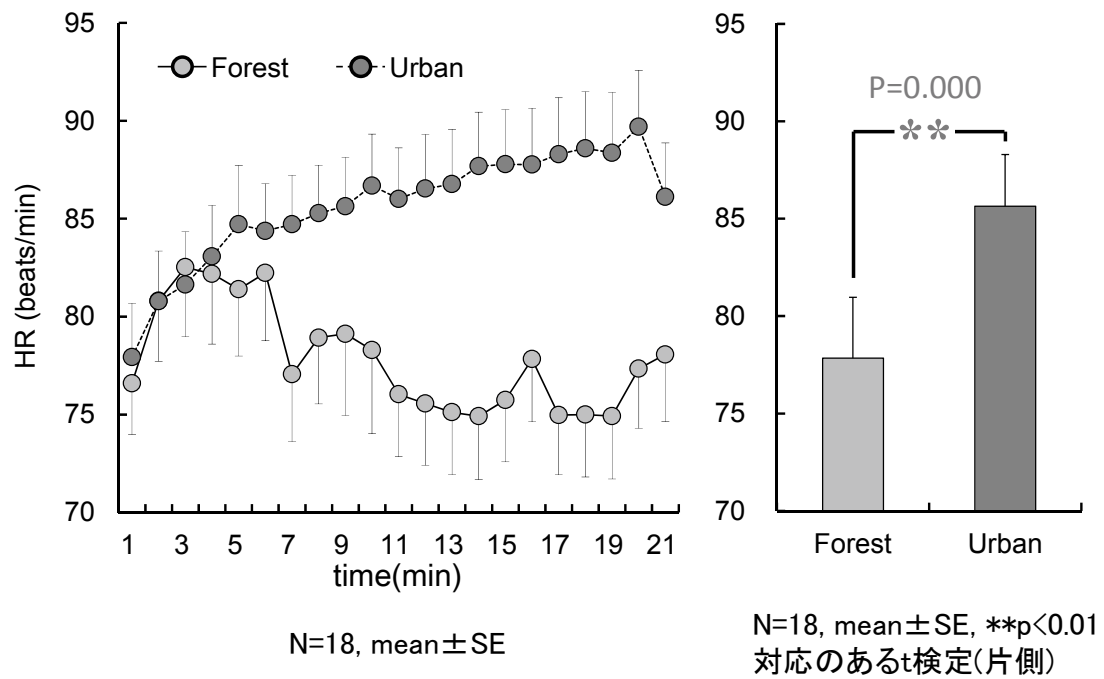 95
90
85
80
75
70
HR (beats/min)
Forest
Urban
1 3 5 7 9 11 13 15 17 19 21
time(min)
N=18, mean±SE
95
90
85
80
75
70
P=0.000
**
Forest Urban
N=18, mean±SE, **p<0.01
対応のあるt検定(片側)